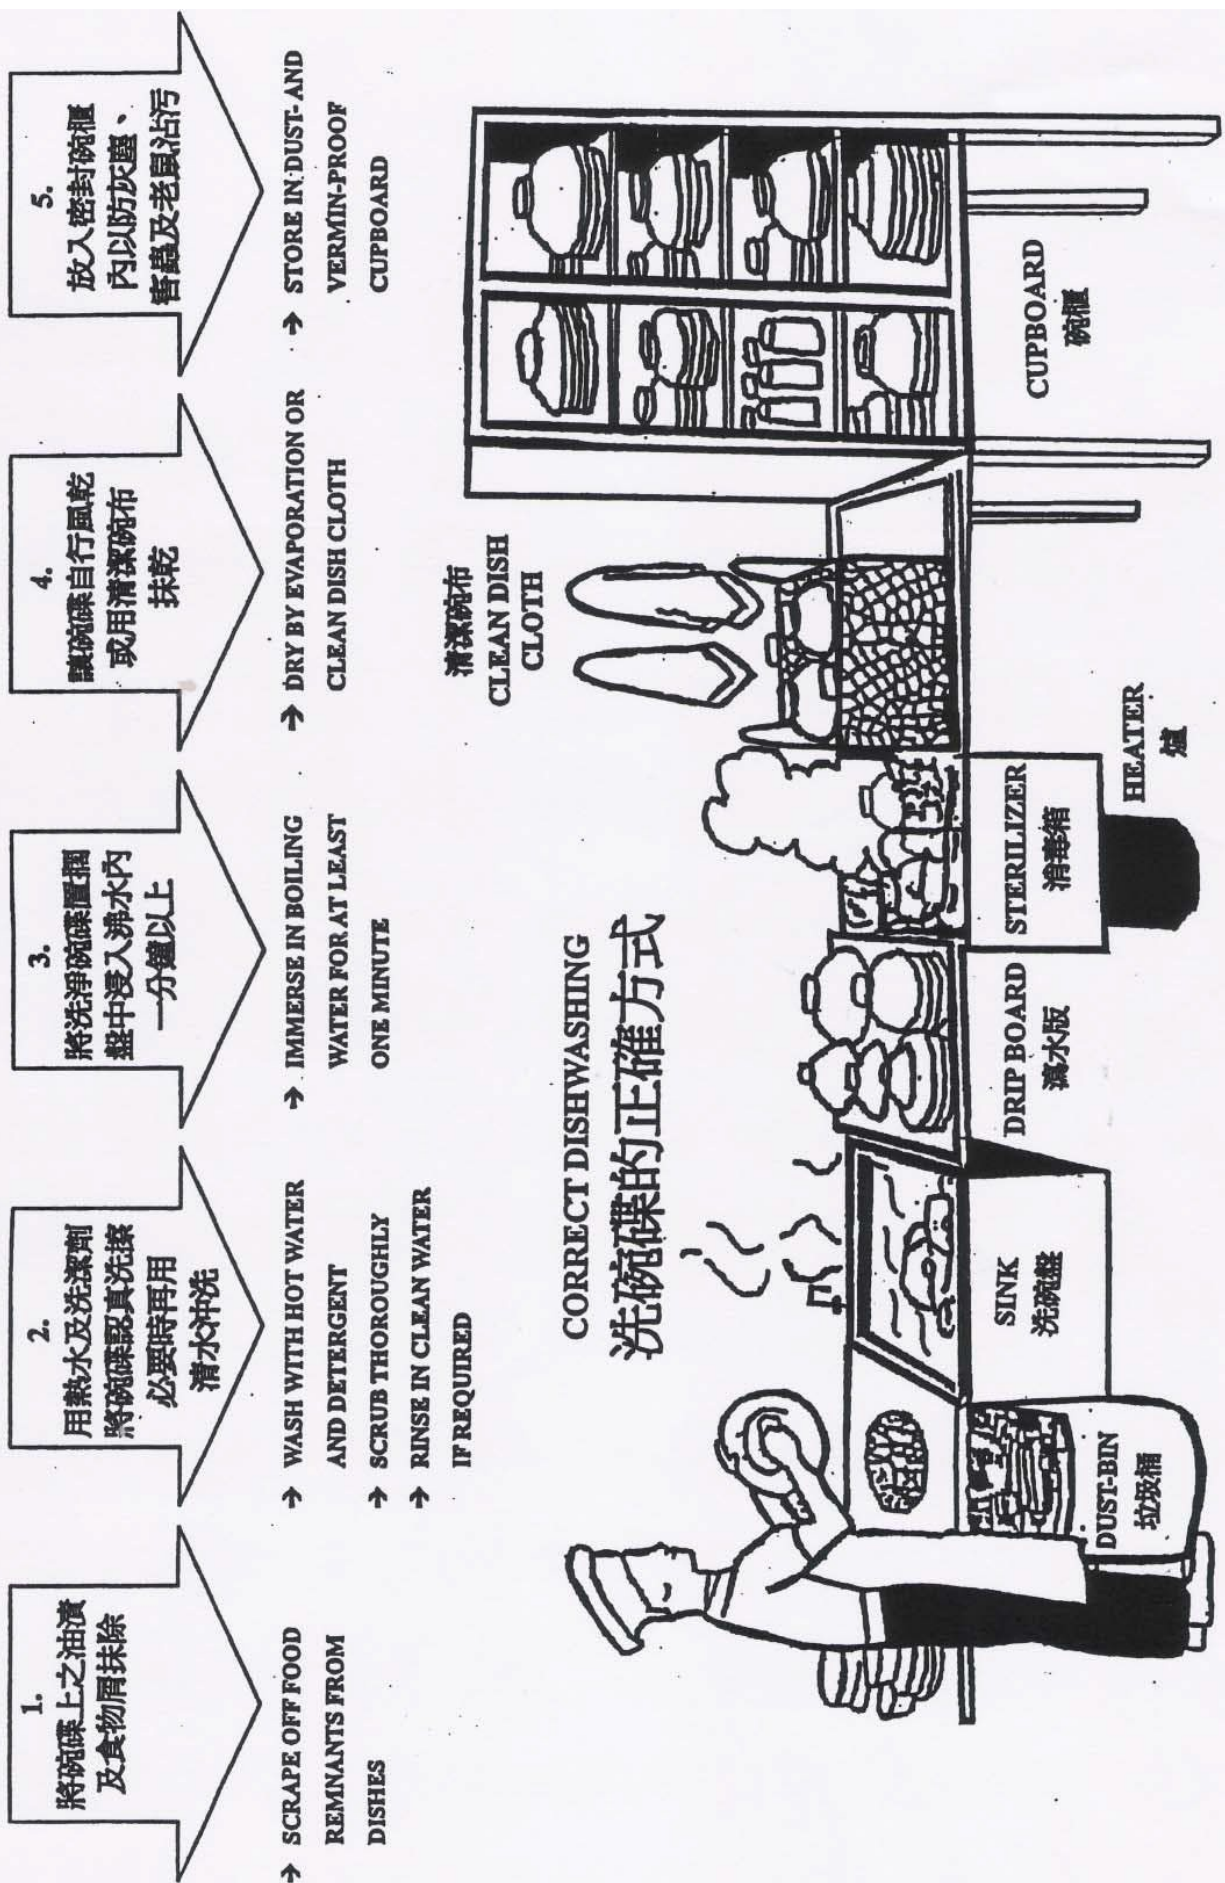 1.
將碗碟上之油漬
及食物屑抹除
→ SCRAPE OFF FOOD
REMNANTS FROM
DISHES
2.
用熱水及洗潔劑
將碗碟認真洗擦
必要時再用
清水沖洗
→ WASH WITH HOT WATER
AND DETERGENT
→ SCRUB THOROUGHLY
→ RINSE IN CLEAN WATER
IF REQUIRED
3.
將洗淨碗碟置擱
盤中浸入沸水內
一分鐘以上
→ IMMERSE IN BOILING
WATER FOR AT LEAST
ONE MINUTE
4.
讓碗碟自行風乾
或用清潔碗布
抹乾
→ DRY BY EVAPORATION OR
CLEAN DISH CLOTH
5.
放入密封碗櫃
內以防灰塵、
害蟲及老鼠沾污
→ STORE IN DUST- AND
VERMIN-PROOF
CUPBOARD
CORRECT DISHWASHING
洗碗碟的正確方式
清潔碗布
CLEAN DISH
CLOTH
DUST-BIN
垃圾桶
SINK
洗碗盤
DRIP BOARD
瀉水版
STERILIZER
消毒箱
HEATER
爐
CUPBOARD
碗櫃